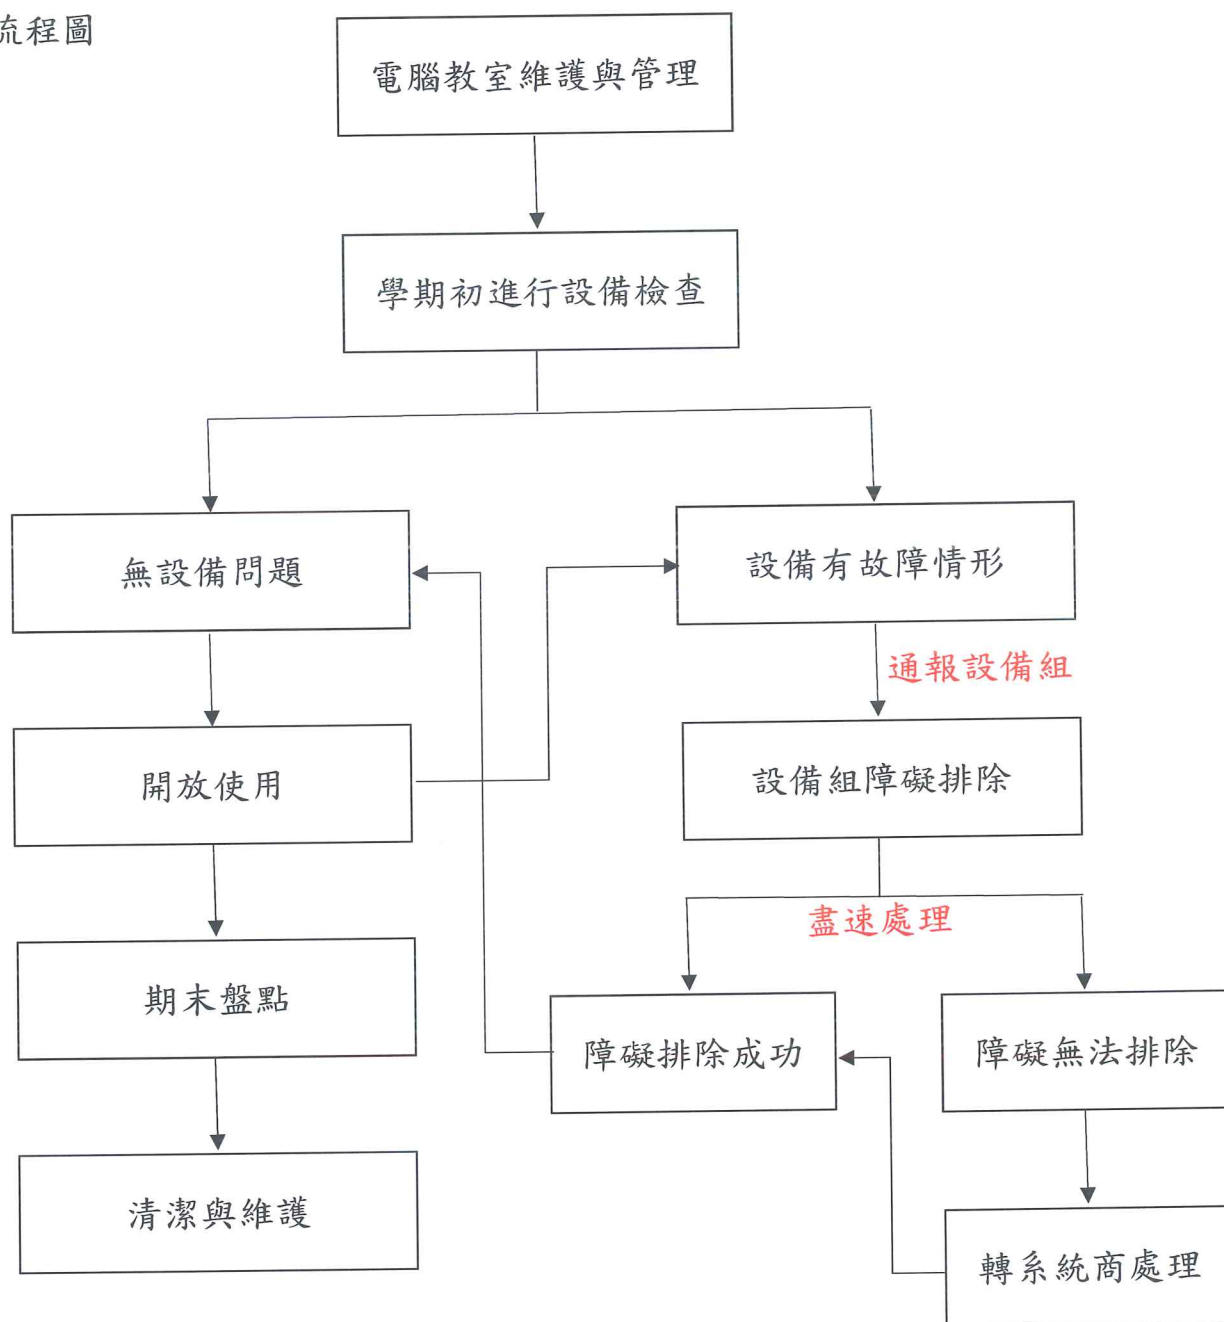 流程圖
電腦教室維護與管理
學期初進行設備檢查
無設備問題
設備有故障情形
通報設備組
開放使用
設備組障礙排除
盡速處理
期末盤點
障礙排除成功
障礙無法排除
清潔與維護
轉系統商處理